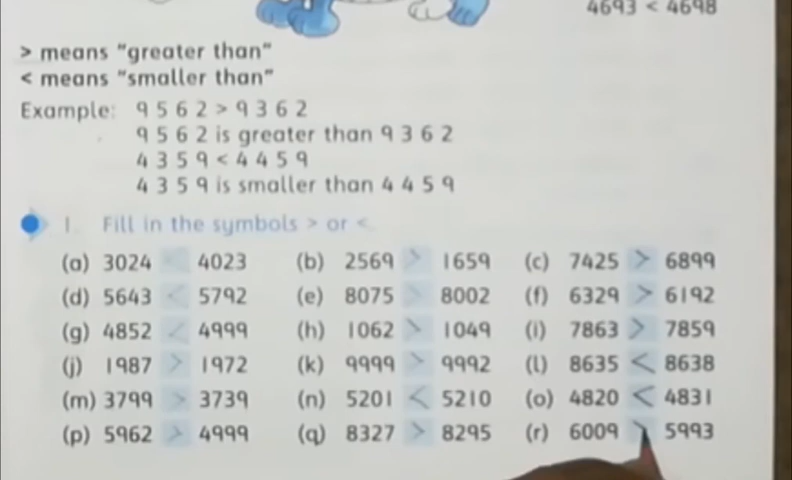 4693 < 4698
> means "greater than"
< means "smaller than"
Example: 9 5 6 2 > 9 3 6 2
9 5 6 2 is greater than 9 3 6 2
4 3 5 9 < 4 4 5 9
4 3 5 9 is smaller than 4 4 5 9
1. Fill in the symbols > or <
(a) 3024 < 4023 (b) 2569 > 1659 (c) 7425 > 6899
(d) 5643 < 5792 (e) 8075 > 8002 (f) 6329 > 6192
(g) 4852 < 4999 (h) 1062 > 1049 (i) 7863 > 7859
(j) 1987 > 1972 (k) 9999 > 9992 (l) 8635 < 8638
(m) 3799 > 3739 (n) 5201 < 5210 (o) 4820 < 4831
(p) 5962 > 4999 (q) 8327 > 8295 (r) 6009 > 5993